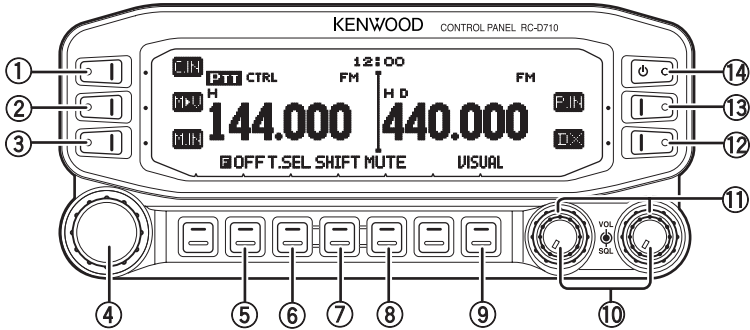 KENWOOD CONTROL PANEL RC-D710
C.IN 12:00
PTT CTRL FM FM
M▶V H H D P.IN
M.IN 144.000 440.000 DX
F OFF T.SEL SHIFT MUTE VISUAL
VOL
SQL
1
2
3
4
5
6
7
8
9
10
11
12
13
14